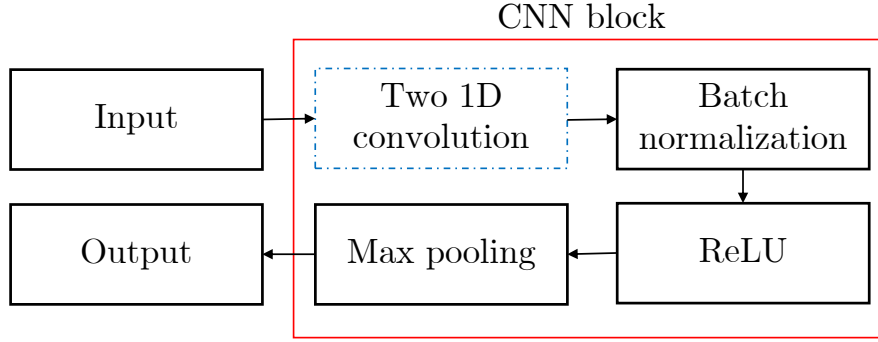 CNN block
Input
Two 1D
convolution
Batch
normalization
Output
Max pooling
ReLU